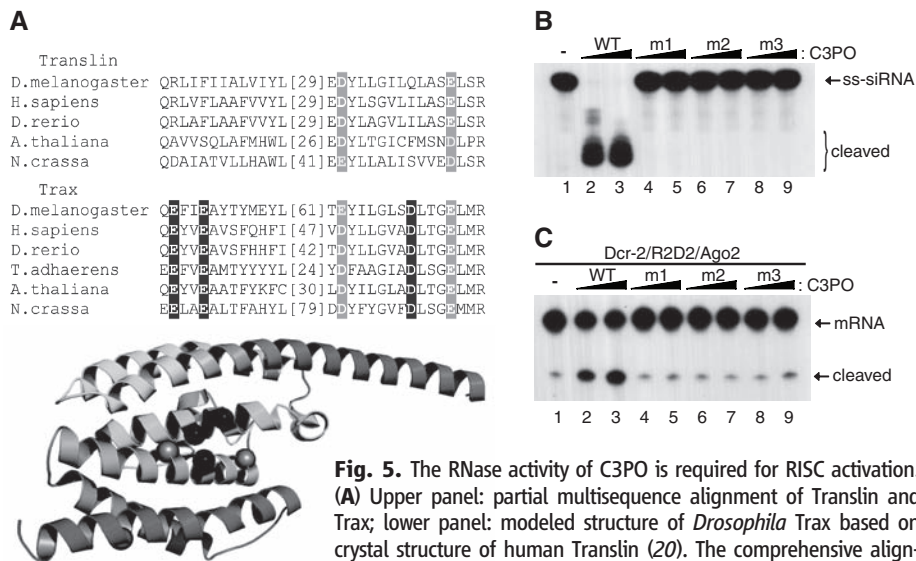 A
Translin
D.melanogaster QRLIFIIALVIYL[29]EDYLLGILQLASELSR
H.sapiens QRLVFLAAFVVYL[29]EDYLSGVLILASELSR
D.rerio QRLAFLAAFVVYL[29]EDYLAGVLILASELSR
A.thaliana QAVVSQLAFMHWL[26]EDYLTGICFMSNDLPR
N.crassa QDAIATVLLHAWL[41]EEYLLALISVVEDLSR
Trax
D.melanogaster QEFIEAYTYMEYL[61]TEYILGLSDLTGELMR
H.sapiens QEYVEAVSFQHFI[47]VDYLLGVADLTGELMR
D.rerio QEYVEAVSFHHFI[42]TDYLLGVADLTGELMR
T.adhaerens EEFVEAMTYYYYL[24]YDFAAGIADLSGELMR
A.thaliana QEYVEAATFYKFC[30]LDYILGLADLTGELMR
N.crassa EELAEALTFAHYL[79]DDYFYGVFDLSGEMMR
B
- WT m1 m2 m3 : C3PO
←ss-siRNA
cleaved
1 2 3 4 5 6 7 8 9
C
Dcr-2/R2D2/Ago2
- WT m1 m2 m3 : C3PO
←mRNA
←cleaved
1 2 3 4 5 6 7 8 9
Fig. 5. The RNase activity of C3PO is required for RISC activation.
(A) Upper panel: partial multisequence alignment of Translin and
Trax; lower panel: modeled structure of Drosophila Trax based on
crystal structure of human Translin (20). The comprehensive align-